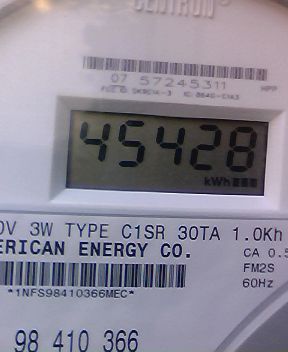 CENTRON
07 57245311
45428
kWh
0V 3W TYPE C1SR 30TA 1.0Kh
ERICAN ENERGY CO.
CA 0.5
FM2S
60Hz
*1NFS98410366MEC*
98 410 366